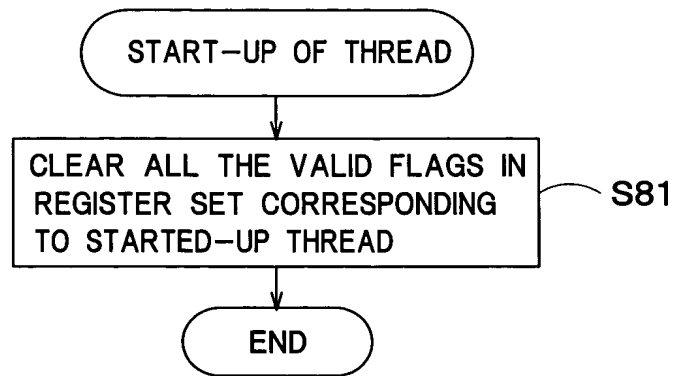 START-UP OF THREAD
CLEAR ALL THE VALID FLAGS IN
REGISTER SET CORRESPONDING
TO STARTED-UP THREAD
S81
END